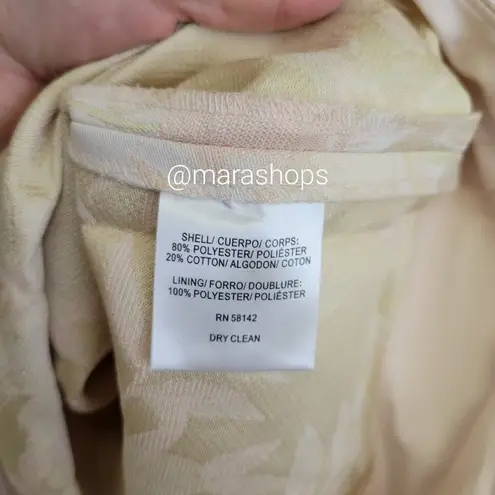 @marashops
SHELL/ CUERPO/ CORPS:
80% POLYESTER/ POLIÉSTER
20% COTTON/ ALGODON/ COTON
LINING/ FORRO/ DOUBLURE:
100% POLYESTER/ POLIÉSTER
RN 58142
DRY CLEAN